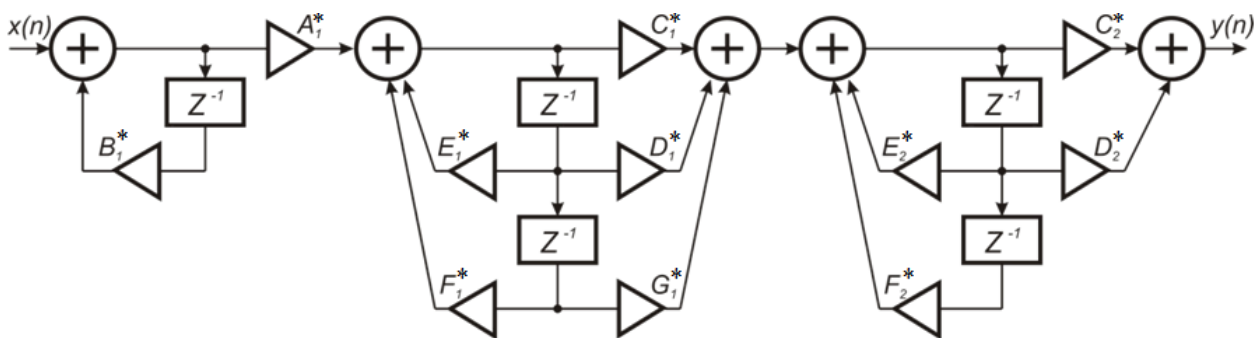 x(n) + A₁* + C₁* + + C₂* + y(n)
Z⁻¹ Z⁻¹ Z⁻¹
B₁* E₁* D₁* E₂* D₂*
Z⁻¹ Z⁻¹
F₁* G₁* F₂*